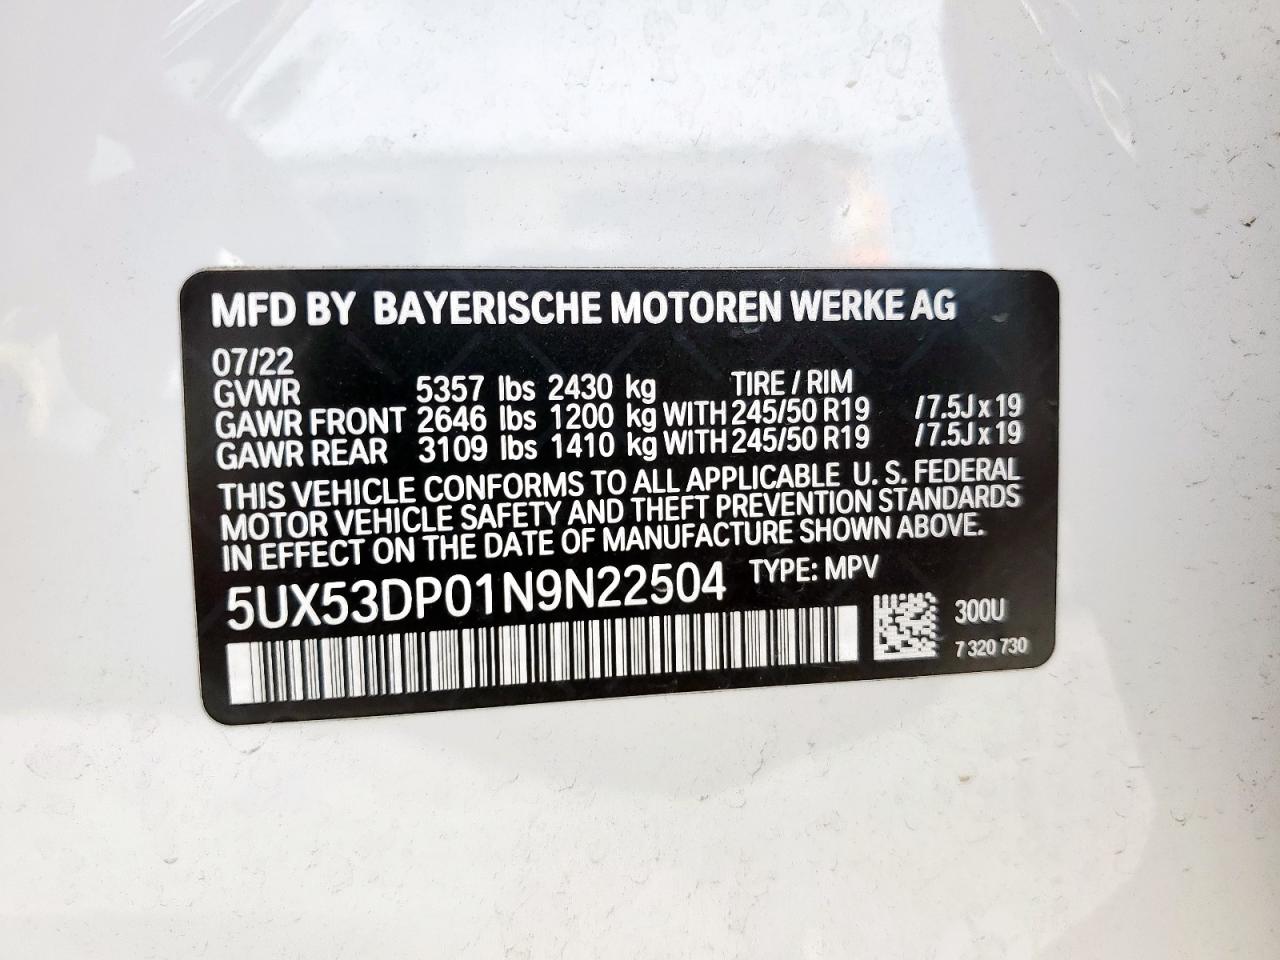 MFD BY BAYERISCHE MOTOREN WERKE AG
07/22
GVWR 5357 lbs 2430 kg TIRE / RIM
GAWR FRONT 2646 lbs 1200 kg WITH 245/50 R19 / 7.5J x 19
GAWR REAR 3109 lbs 1410 kg WITH 245/50 R19 / 7.5J x 19
THIS VEHICLE CONFORMS TO ALL APPLICABLE U. S. FEDERAL
MOTOR VEHICLE SAFETY AND THEFT PREVENTION STANDARDS
IN EFFECT ON THE DATE OF MANUFACTURE SHOWN ABOVE.
5UX53DP01N9N22504 TYPE: MPV
300U
7 320 730